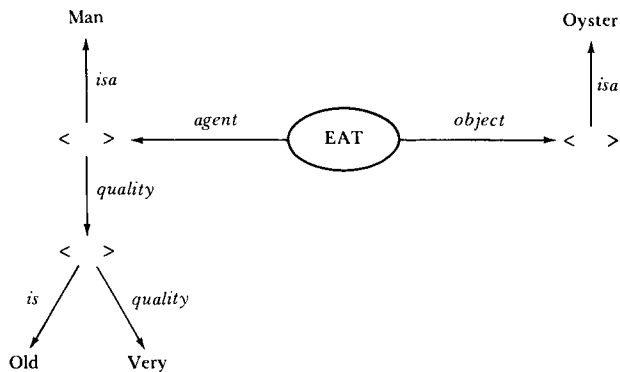 Man
Oyster
isa
isa
< >
agent
EAT
object
< >
quality
< >
is
quality
Old
Very